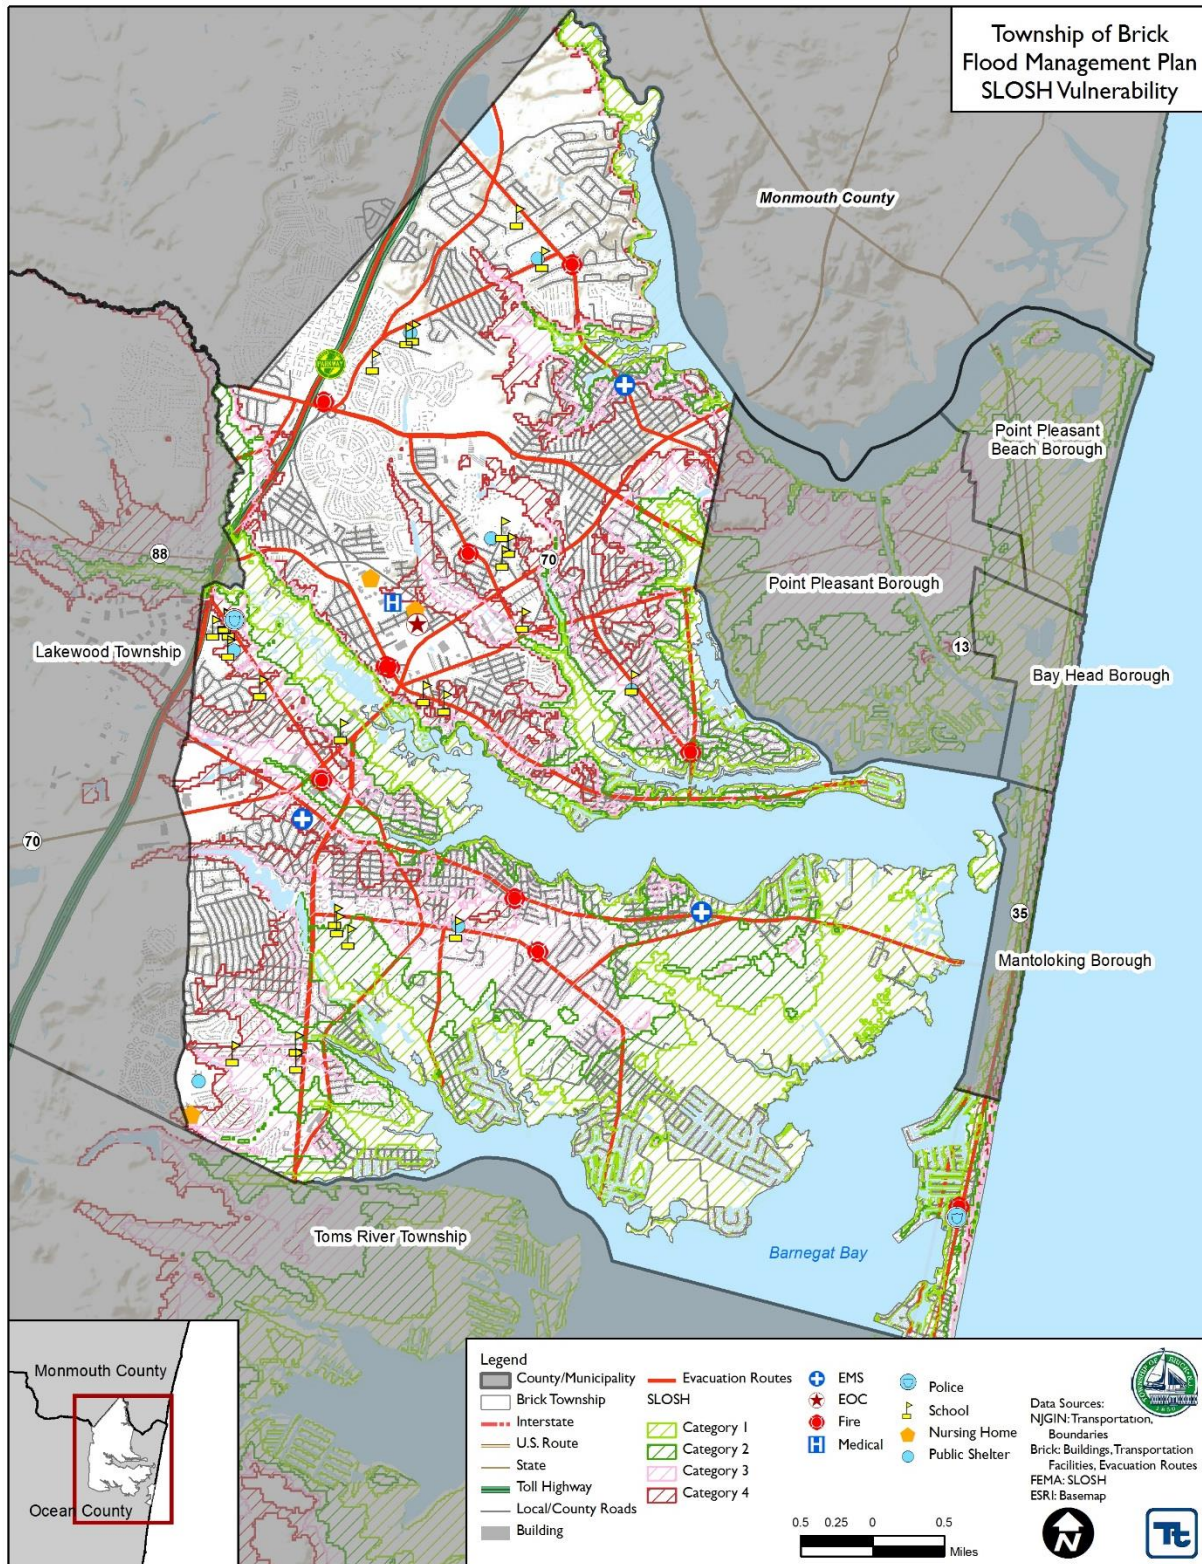 Township of Brick
Flood Management Plan
SLOSH Vulnerability
Monmouth County
Point Pleasant
Beach Borough
88
70
Point Pleasant Borough
Lakewood Township
13
Bay Head Borough
70
35
Mantoloking Borough
Toms River Township
Barnegat Bay
Monmouth County
Ocean County
Legend
County/Municipality
Brick Township
Interstate
U.S. Route
State
Toll Highway
Local/County Roads
Building
Evacuation Routes
SLOSH
Category 1
Category 2
Category 3
Category 4
EMS
EOC
Fire
H Medical
Police
School
Nursing Home
Public Shelter
Data Sources:
NJGIN: Transportation,
Boundaries
Brick: Buildings, Transportation
Facilities, Evacuation Routes
FEMA: SLOSH
ESRI: Basemap
0.5 0.25 0 0.5
Miles
N
Tt